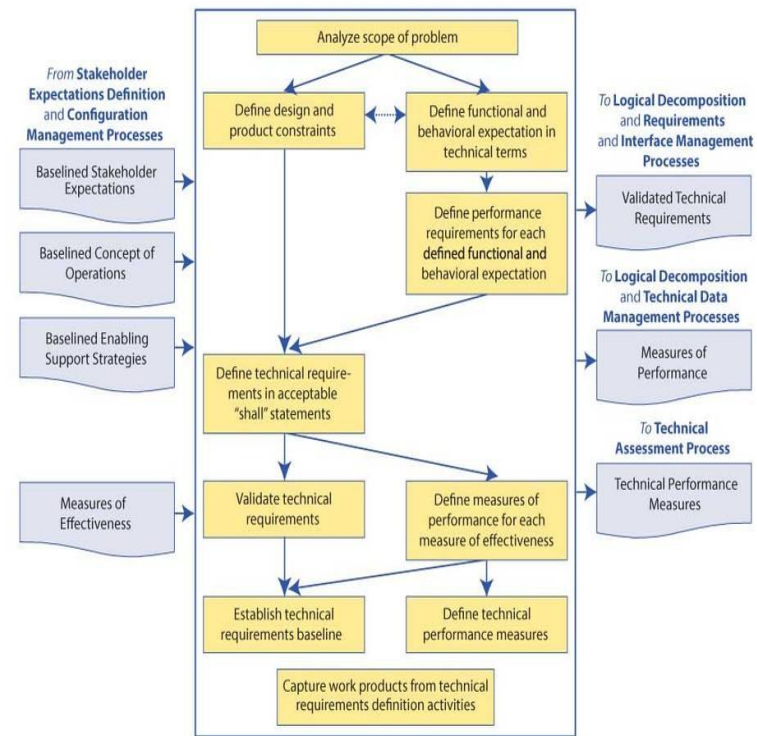 Analyze scope of problem
From Stakeholder
Expectations Definition
and Configuration
Management Processes
Baselined Stakeholder
Expectations
Baselined Concept of
Operations
Baselined Enabling
Support Strategies
Measures of
Effectiveness
Define design and
product constraints
Define functional and
behavioral expectation in
technical terms
Define performance
requirements for each
defined functional and
behavioral expectation
Define technical require-
ments in acceptable
“shall” statements
Validate technical
requirements
Define measures of
performance for each
measure of effectiveness
Establish technical
requirements baseline
Define technical
performance measures
Capture work products from technical
requirements definition activities
To Logical Decomposition
and Requirements
and Interface Management
Processes
Validated Technical
Requirements
To Logical Decomposition
and Technical Data
Management Processes
Measures of
Performance
To Technical
Assessment Process
Technical Performance
Measures